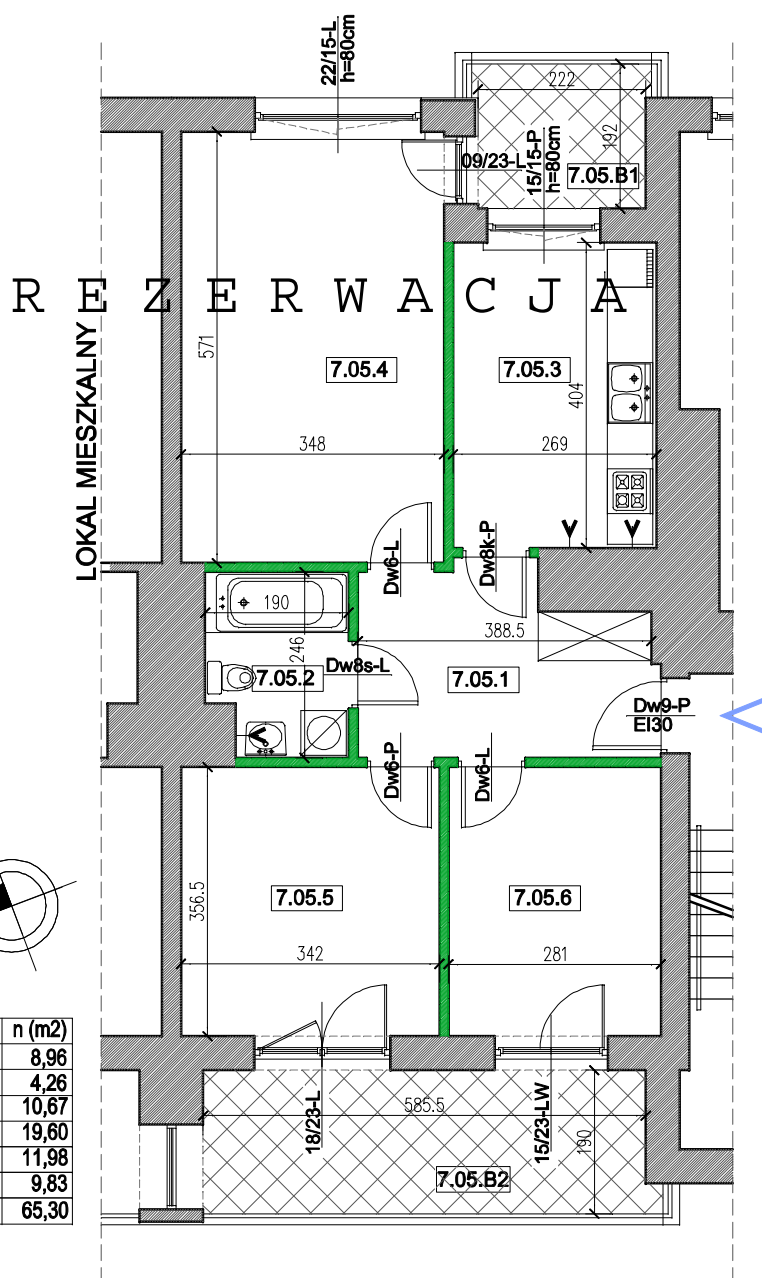 22/15-L
h=80cm
222
192
09/23-L
15/15-P
h=80cm
7.05.B1
REZERWACJA
LOKAL MIESZKALNY
571
7.05.4
7.05.3
404
348
269
Dw6-L
Dw8k-P
190
246
388.5
7.05.2
Dw8s-L
7.05.1
Dw9-P
EI30
Dw6-P
Dw6-L
356.5
7.05.5
7.05.6
342
281
n (m2)
8,96
4,26
10,67
19,60
11,98
9,83
65,30
18/23-L
585.5
15/23-LW
190
7.05.B2